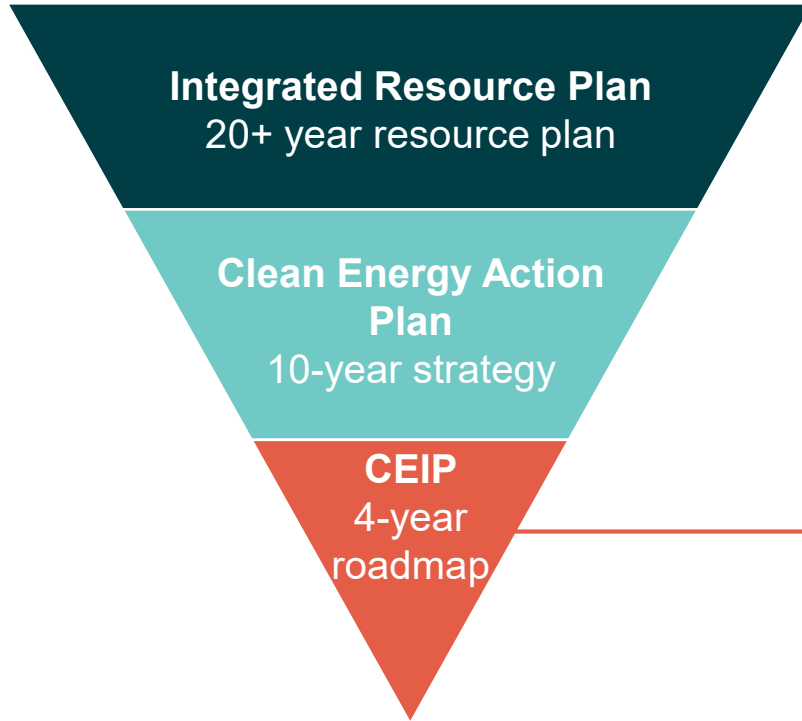 Integrated Resource Plan
20+ year resource plan
Clean Energy Action
Plan
10-year strategy
CEIP
4-year
roadmap